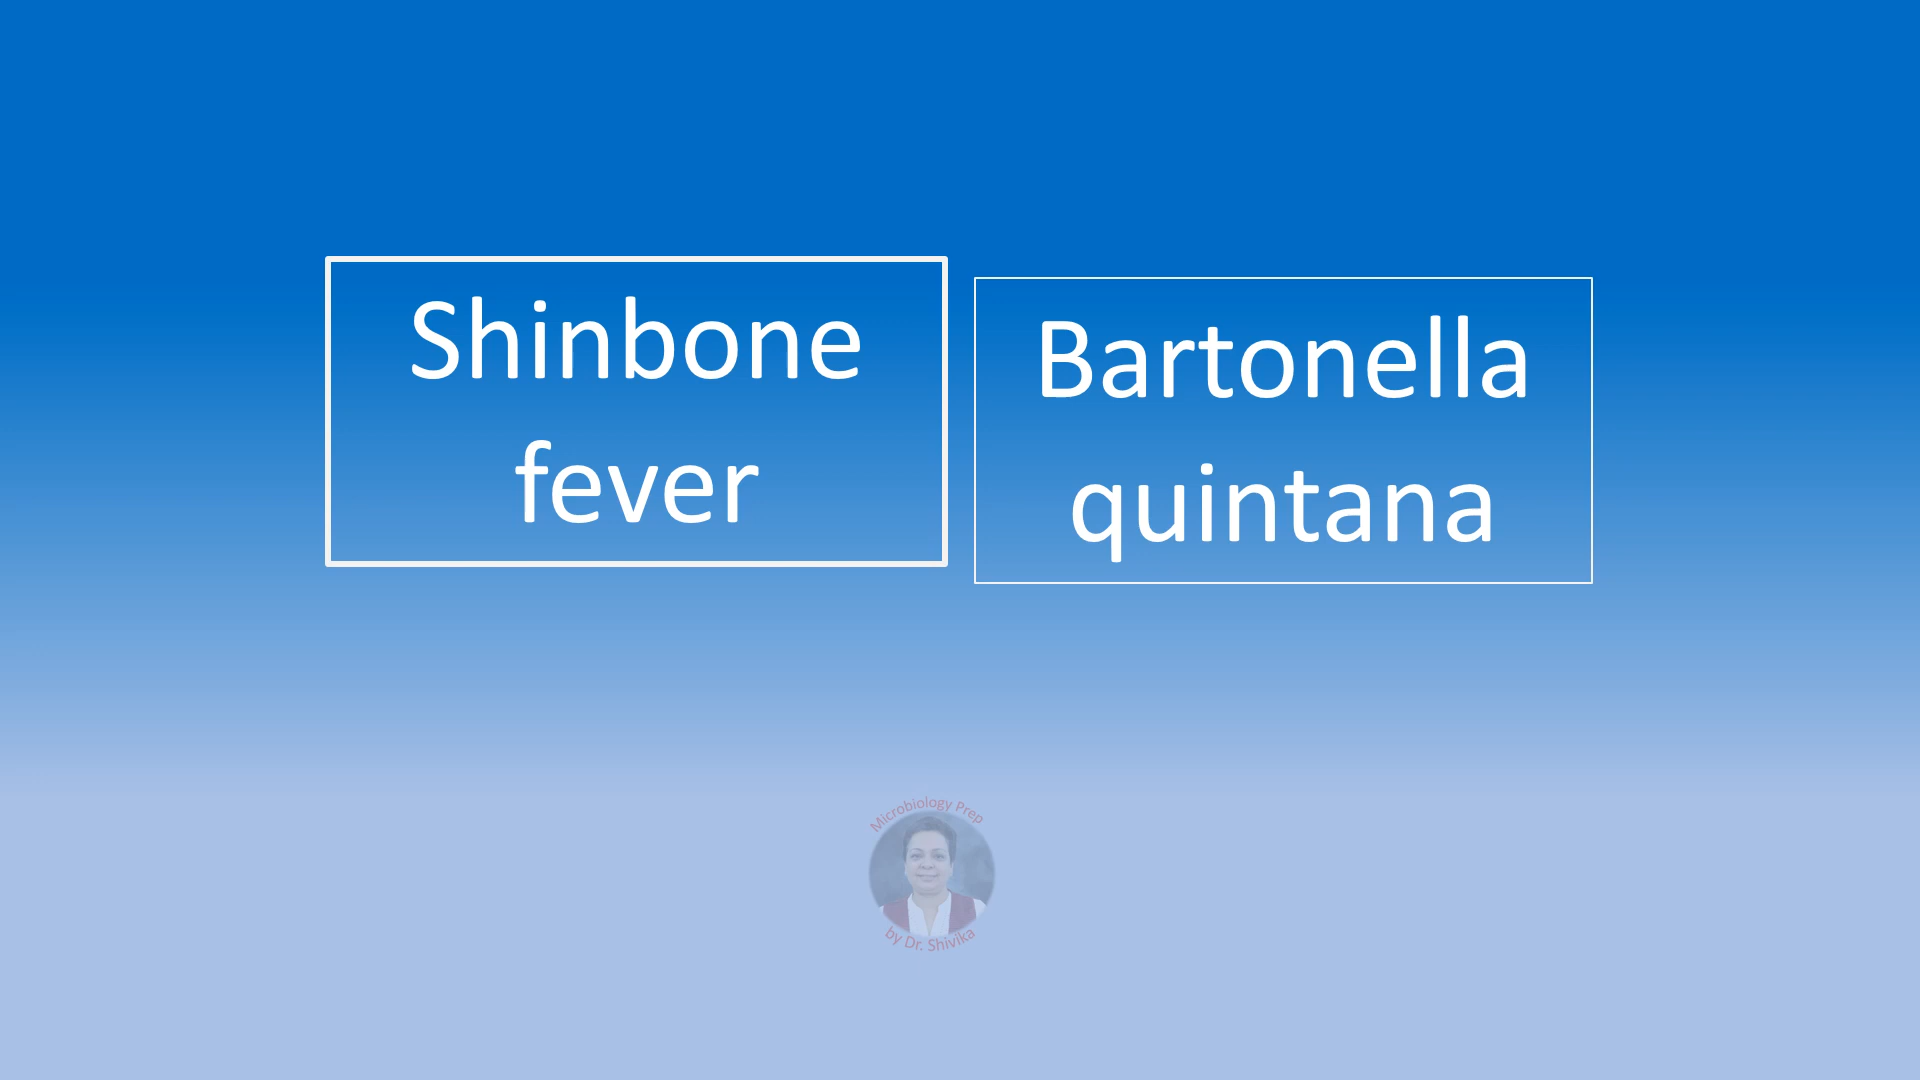 Shinbone
fever
Bartonella
quintana
Microbiology Prep
by Dr. Shivika